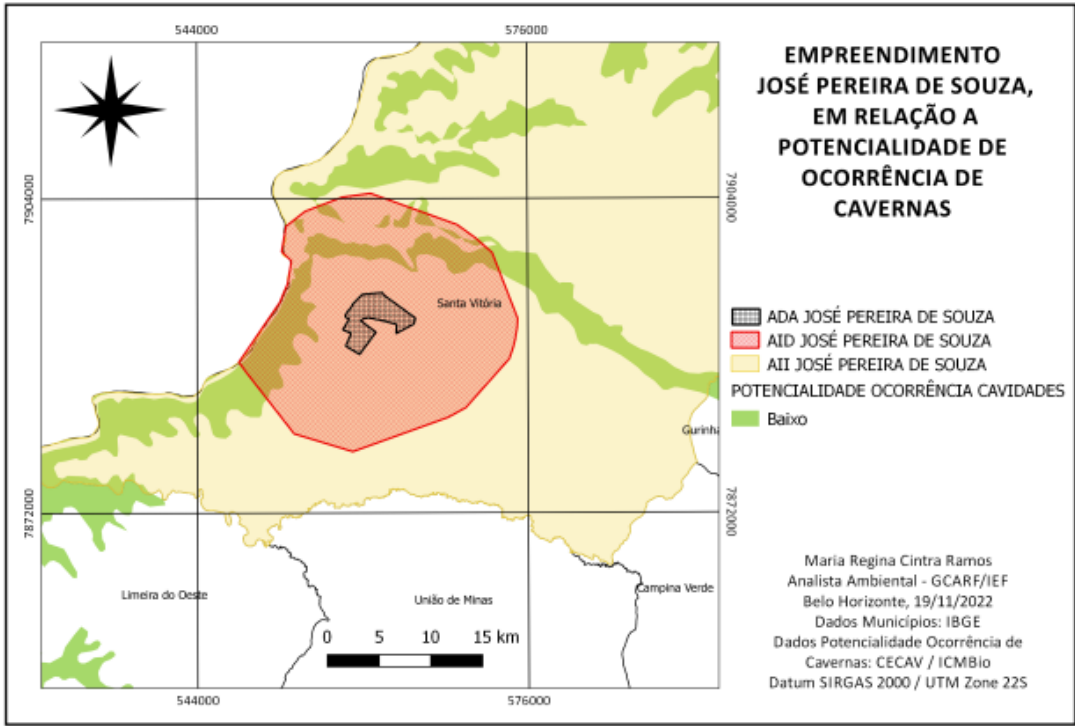 544000
576000
7904000
7904000
7872000
7872000
Santa Vitória
Gurinha
Limeira do Oeste
União de Minas
Campina Verde
0 5 10 15 km
544000
576000
EMPREENDIMENTO
JOSÉ PEREIRA DE SOUZA,
EM RELAÇÃO A
POTENCIALIDADE DE
OCORRÊNCIA DE
CAVERNAS
ADA JOSÉ PEREIRA DE SOUZA
AID JOSÉ PEREIRA DE SOUZA
AII JOSÉ PEREIRA DE SOUZA
POTENCIALIDADE OCORRÊNCIA CAVIDADES
Baixo
Maria Regina Cintra Ramos
Analista Ambiental - GCARF/IEF
Belo Horizonte, 19/11/2022
Dados Municípios: IBGE
Dados Potencialidade Ocorrência de
Cavernas: CECAV / ICMBio
Datum SIRGAS 2000 / UTM Zone 22S